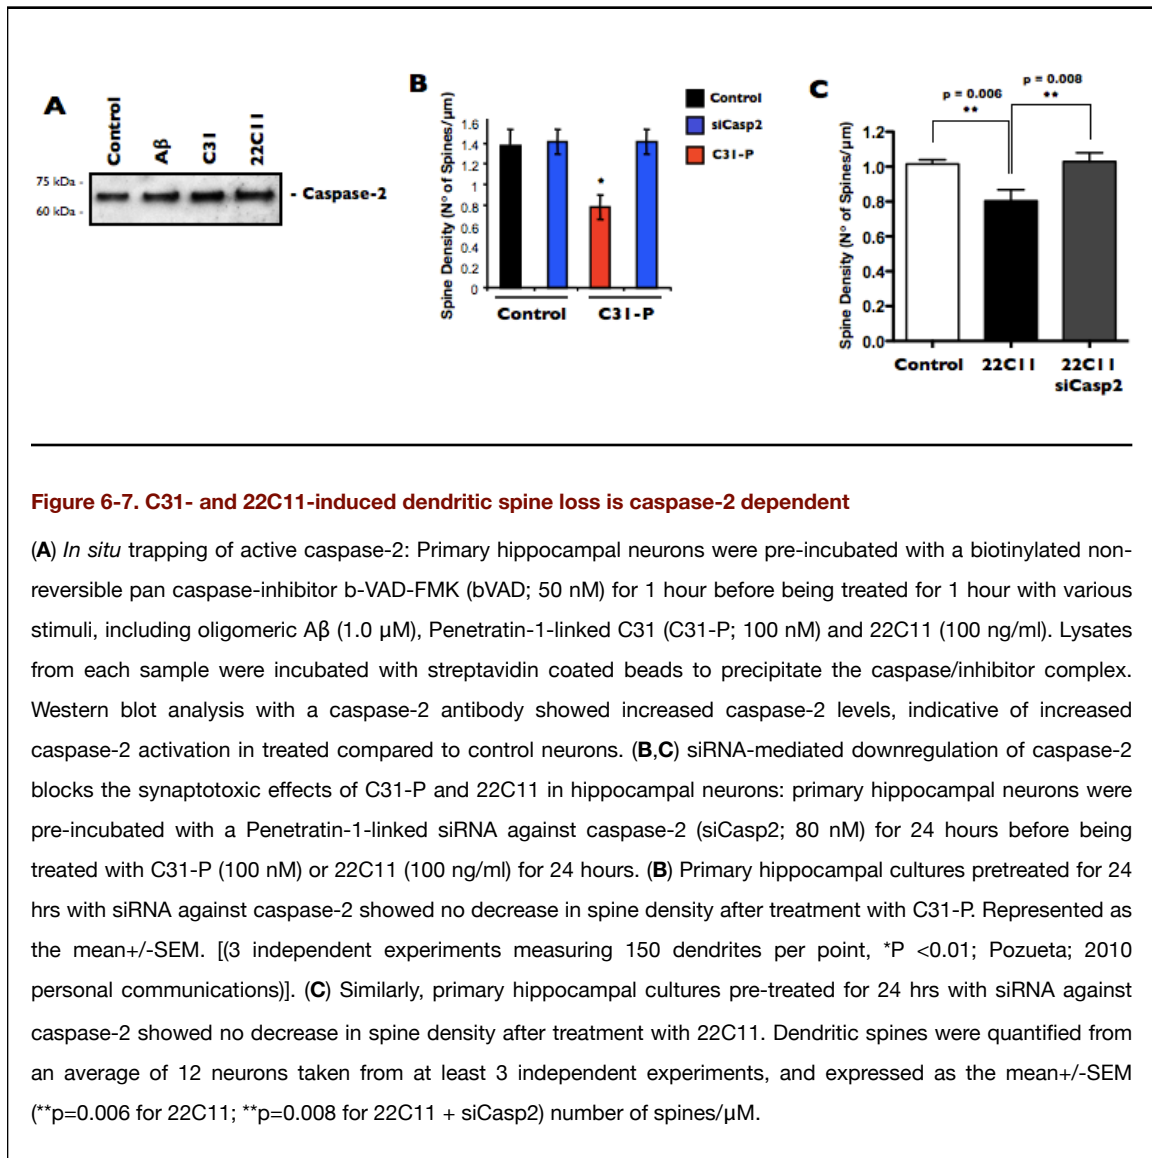 A
Control
Aβ
C31
22C11
75 kDa -
60 kDa -
- Caspase-2
B
Spine Density (N° of Spines/μm)
1.6
1.4
1.2
1
0.8
0.6
0.4
0.2
0
*
Control
C31-P
Control
siCasp2
C31-P
C
p = 0.006
**
p = 0.008
**
Spine Density (N° of Spines/μm)
1.2
1.0
0.8
0.6
0.4
0.2
0.0
Control
22C11
22C11
siCasp2
Figure 6-7. C31- and 22C11-induced dendritic spine loss is caspase-2 dependent
(A) In situ trapping of active caspase-2: Primary hippocampal neurons were pre-incubated with a biotinylated non-
reversible pan caspase-inhibitor b-VAD-FMK (bVAD; 50 nM) for 1 hour before being treated for 1 hour with various
stimuli, including oligomeric Aβ (1.0 μM), Penetratin-1-linked C31 (C31-P; 100 nM) and 22C11 (100 ng/ml). Lysates
from each sample were incubated with streptavidin coated beads to precipitate the caspase/inhibitor complex.
Western blot analysis with a caspase-2 antibody showed increased caspase-2 levels, indicative of increased
caspase-2 activation in treated compared to control neurons. (B,C) siRNA-mediated downregulation of caspase-2
blocks the synaptotoxic effects of C31-P and 22C11 in hippocampal neurons: primary hippocampal neurons were
pre-incubated with a Penetratin-1-linked siRNA against caspase-2 (siCasp2; 80 nM) for 24 hours before being
treated with C31-P (100 nM) or 22C11 (100 ng/ml) for 24 hours. (B) Primary hippocampal cultures pretreated for 24
hrs with siRNA against caspase-2 showed no decrease in spine density after treatment with C31-P. Represented as
the mean+/-SEM. [(3 independent experiments measuring 150 dendrites per point, *P <0.01; Pozueta; 2010
personal communications)]. (C) Similarly, primary hippocampal cultures pre-treated for 24 hrs with siRNA against
caspase-2 showed no decrease in spine density after treatment with 22C11. Dendritic spines were quantified from
an average of 12 neurons taken from at least 3 independent experiments, and expressed as the mean+/-SEM
(**p=0.006 for 22C11; **p=0.008 for 22C11 + siCasp2) number of spines/μM.